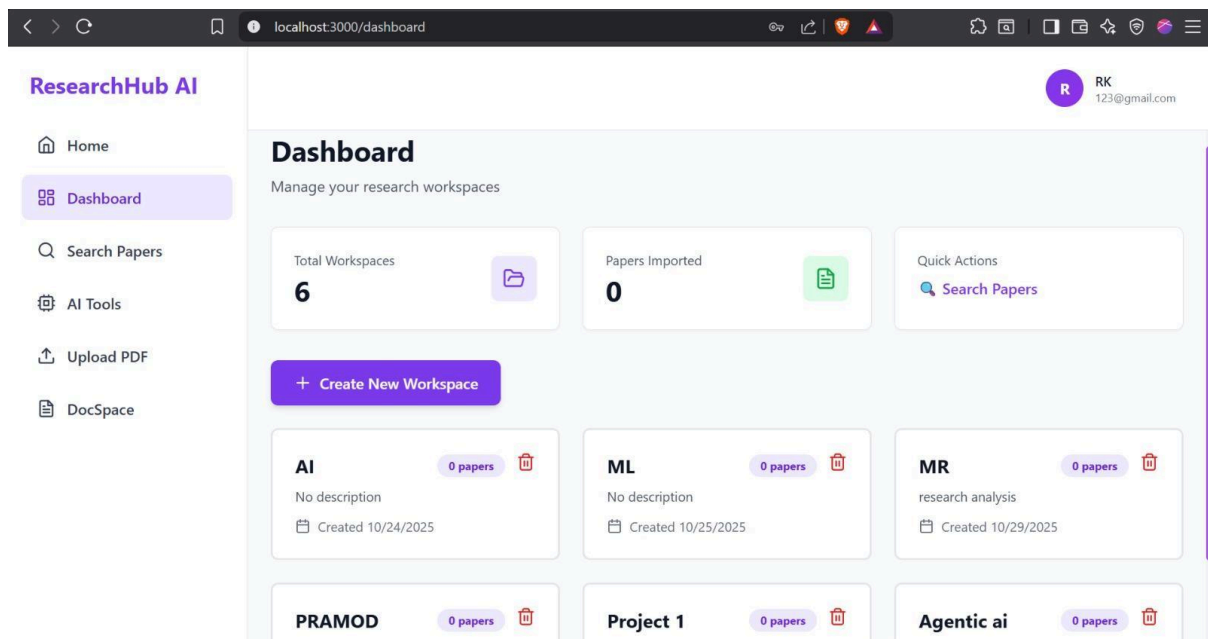 localhost:3000/dashboard
ResearchHub AI
R
RK
123@gmail.com
Home
Dashboard
Search Papers
AI Tools
Upload PDF
DocSpace
Dashboard
Manage your research workspaces
Total Workspaces
6
Papers Imported
0
Quick Actions
Search Papers
+ Create New Workspace
AI
0 papers
No description
Created 10/24/2025
ML
0 papers
No description
Created 10/25/2025
MR
0 papers
research analysis
Created 10/29/2025
PRAMOD
0 papers
Project 1
0 papers
Agentic ai
0 papers